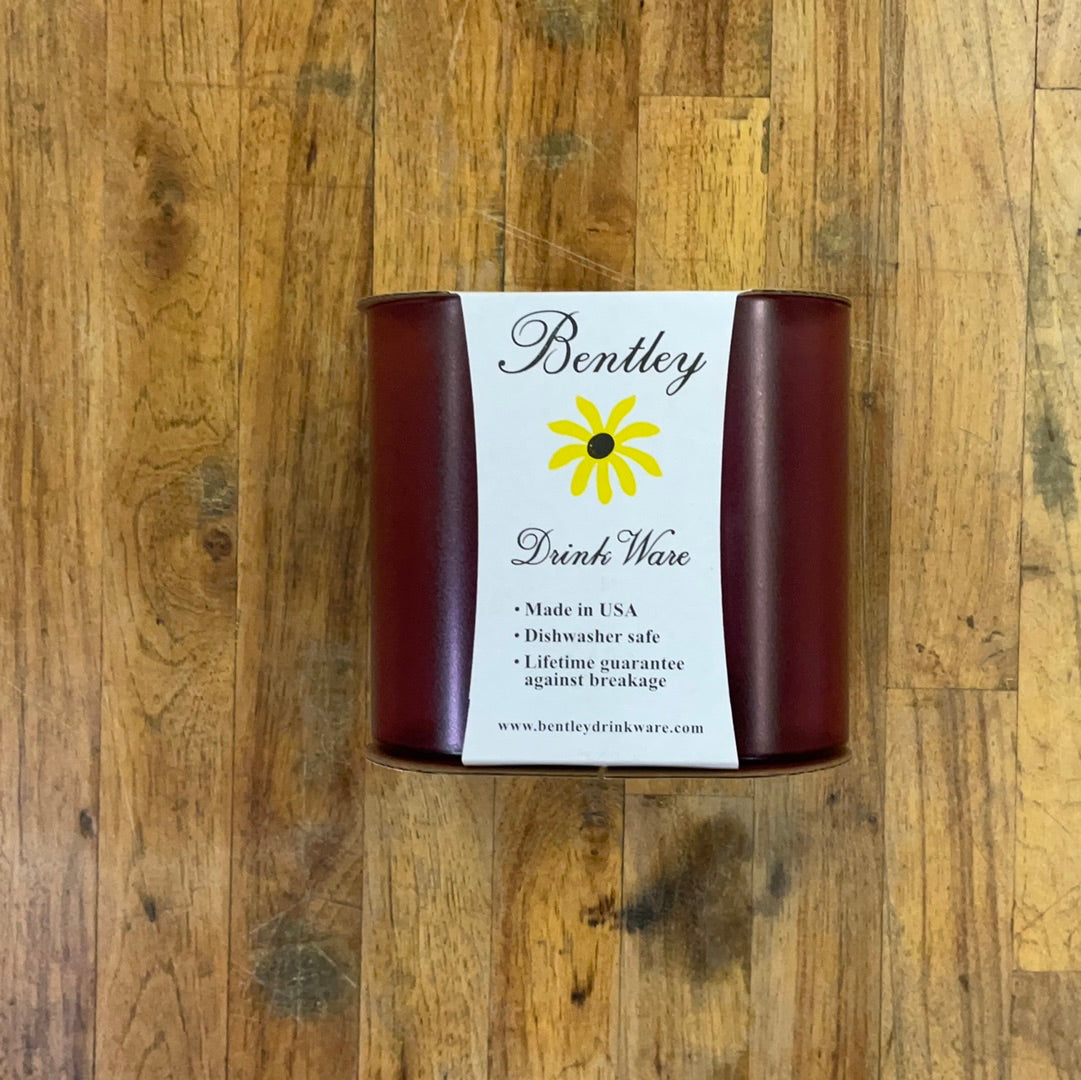 Bentley
Drink Ware
• Made in USA
• Dishwasher safe
• Lifetime guarantee
against breakage
www.bentleydrinkware.com